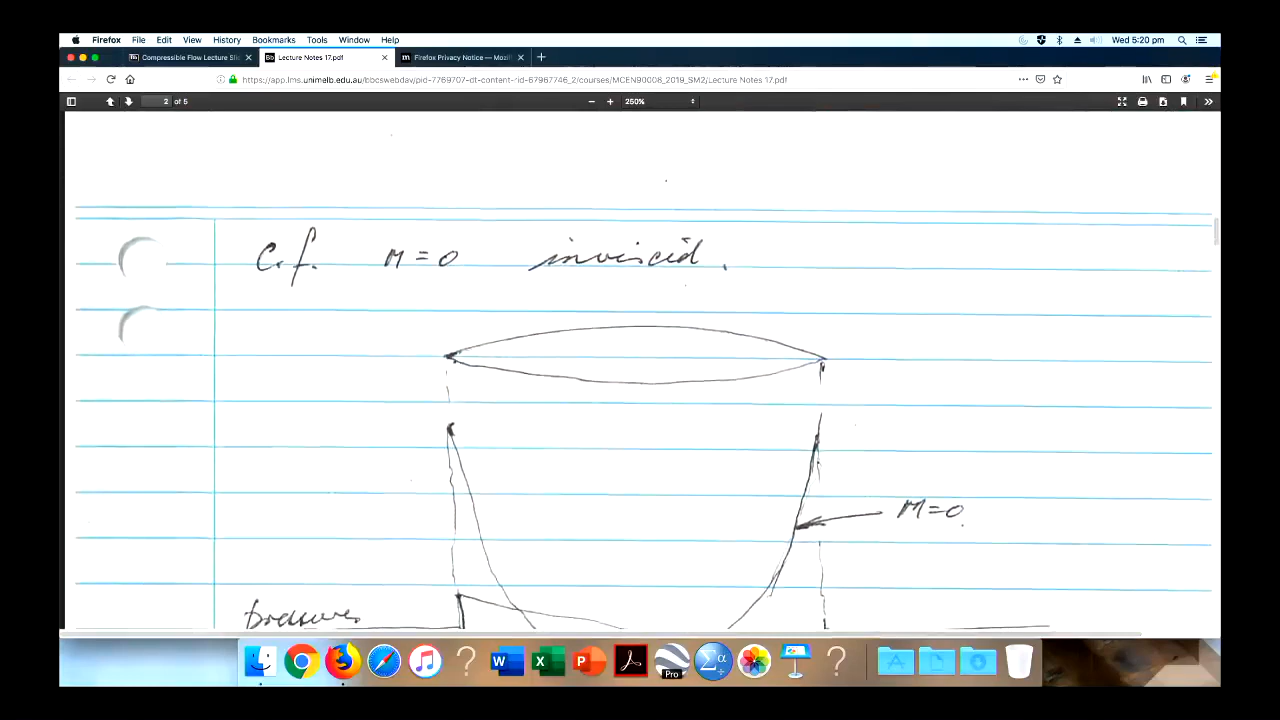 Firefox File Edit View History Bookmarks Tools Window Help Wed 5:20 pm
Compressible Flow Lecture Slid Lecture Notes 17.pdf Firefox Privacy Notice — Mozil
https://app.lms.unimelb.edu.au/bbcswebdav/pid-7769707-dt-content-rid-67967746_2/courses/MCEN90008_2019_SM2/Lecture Notes 17.pdf
2 of 5 250%
C.f. M=0 inviscid.
M=0.
pressures
Pro